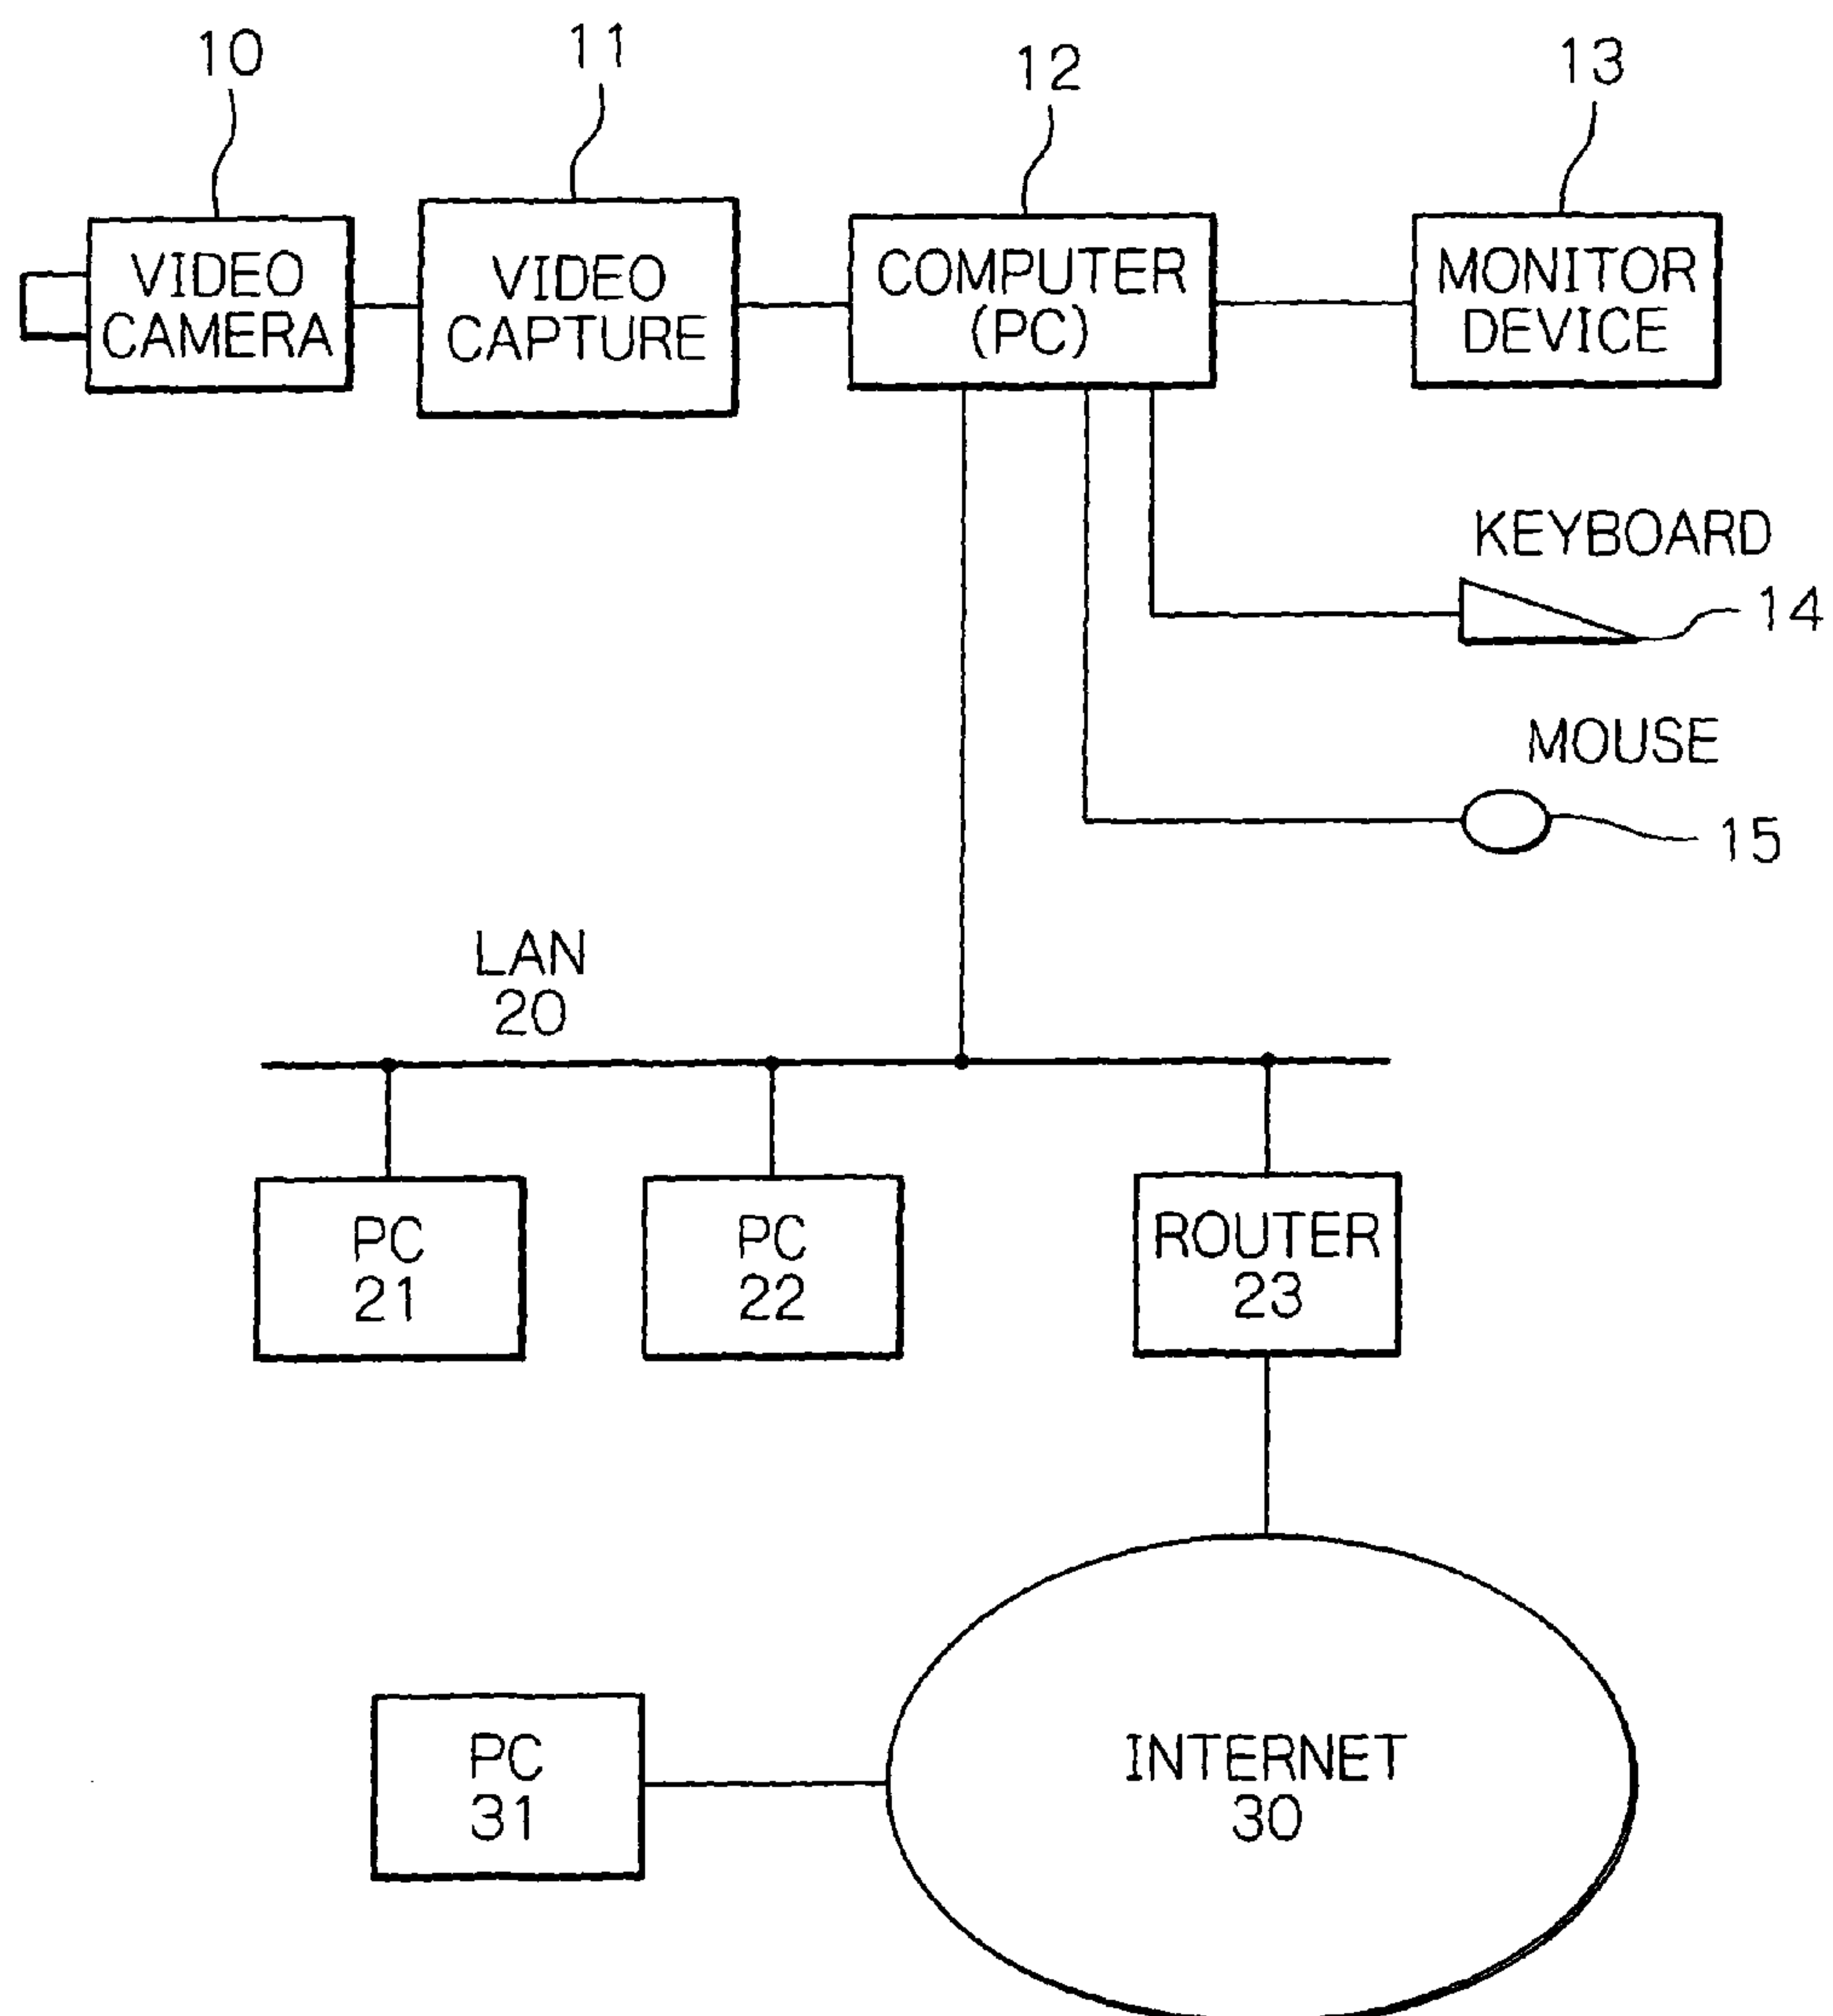 10
11
12
13
VIDEO
CAMERA
VIDEO
CAPTURE
COMPUTER
(PC)
MONITOR
DEVICE
KEYBOARD
14
MOUSE
15
LAN
20
PC
21
PC
22
ROUTER
23
PC
31
INTERNET
30